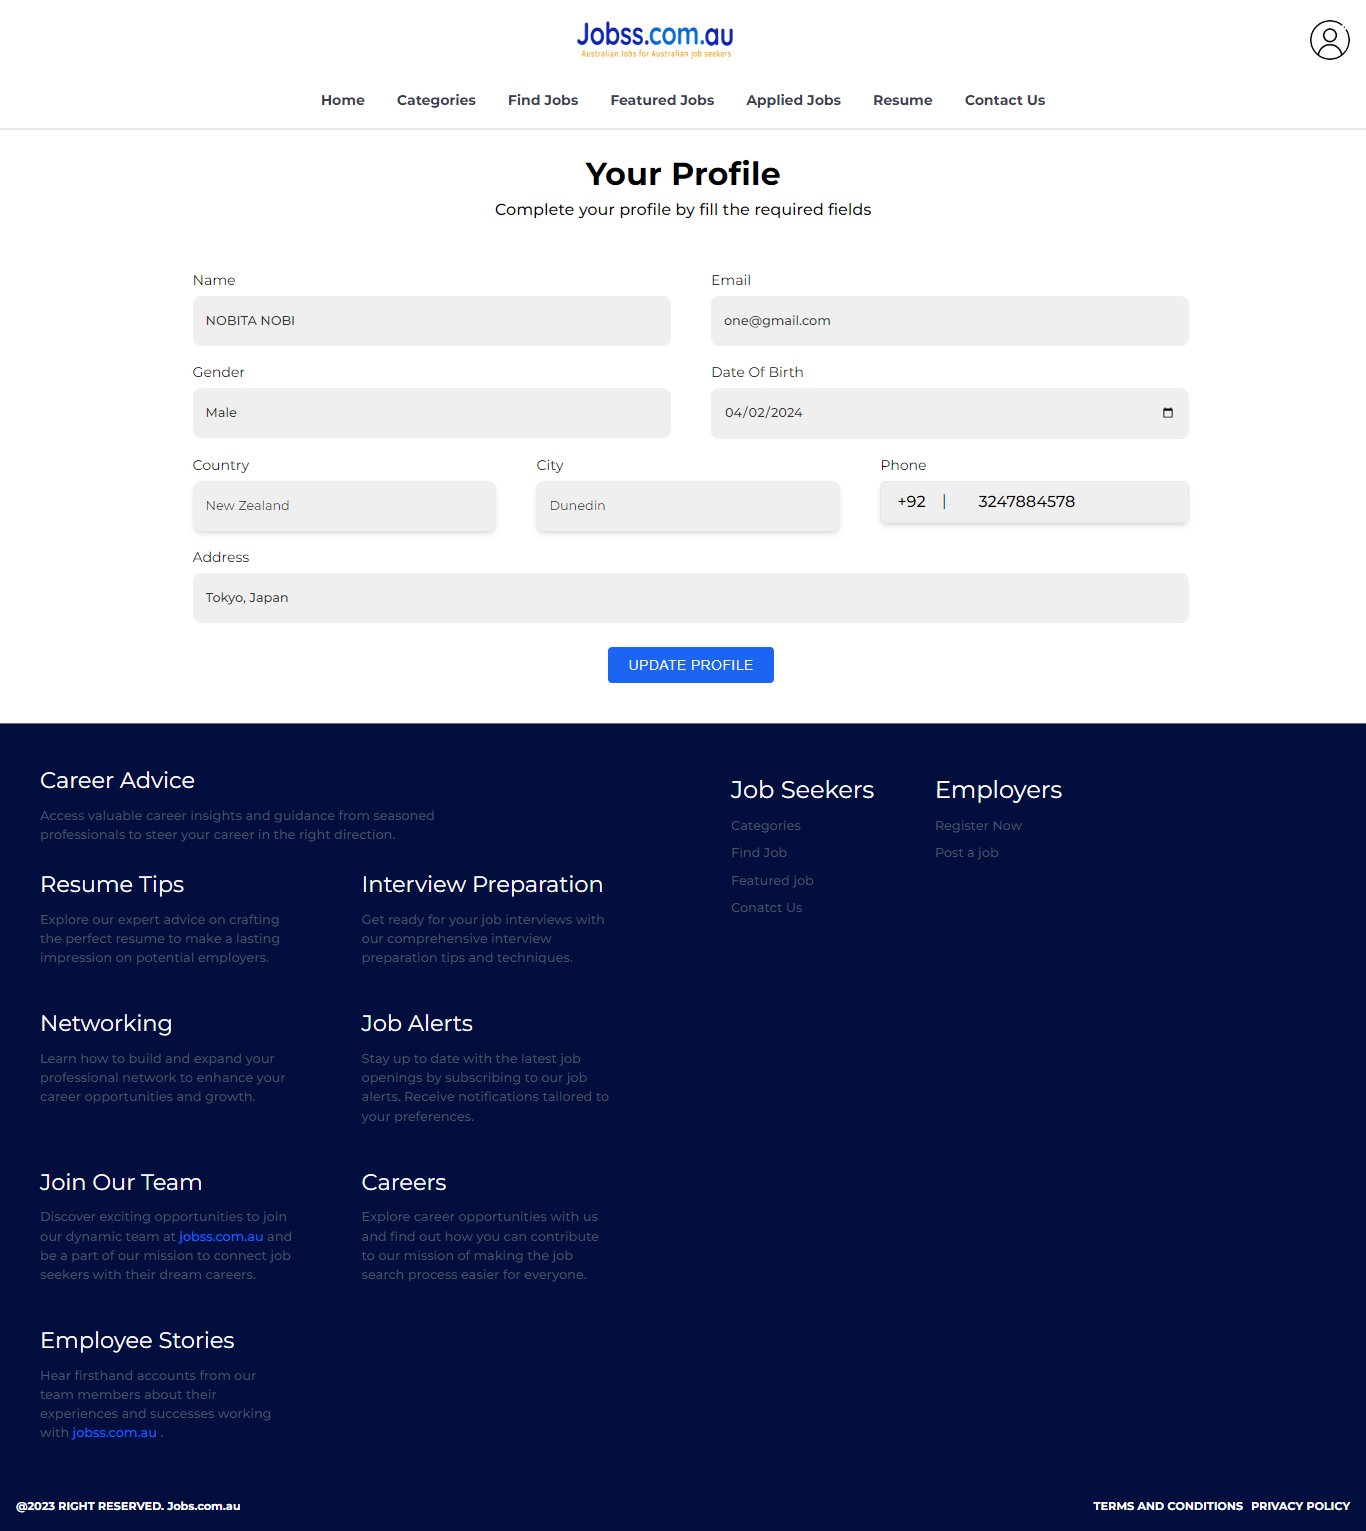 Jobss.com.au
Australian Jobs for Australian job seekers
Home Categories Find Jobs Featured Jobs Applied Jobs Resume Contact Us
Your Profile
Complete your profile by fill the required fields
Name
NOBITA NOBI
Email
one@gmail.com
Gender
Male
Date Of Birth
04/02/2024
Country
New Zealand
City
Dunedin
Phone
+92 | 3247884578
Address
Tokyo, Japan
UPDATE PROFILE
Career Advice
Access valuable career insights and guidance from seasoned
professionals to steer your career in the right direction.
Resume Tips
Explore our expert advice on crafting
the perfect resume to make a lasting
impression on potential employers.
Interview Preparation
Get ready for your job interviews with
our comprehensive interview
preparation tips and techniques.
Networking
Learn how to build and expand your
professional network to enhance your
career opportunities and growth.
Job Alerts
Stay up to date with the latest job
openings by subscribing to our job
alerts. Receive notifications tailored to
your preferences.
Join Our Team
Discover exciting opportunities to join
our dynamic team at jobss.com.au and
be a part of our mission to connect job
seekers with their dream careers.
Careers
Explore career opportunities with us
and find out how you can contribute
to our mission of making the job
search process easier for everyone.
Employee Stories
Hear firsthand accounts from our
team members about their
experiences and successes working
with jobss.com.au .
Job Seekers
Categories
Find Job
Featured job
Conatct Us
Employers
Register Now
Post a job
@2023 RIGHT RESERVED. Jobs.com.au
TERMS AND CONDITIONS PRIVACY POLICY